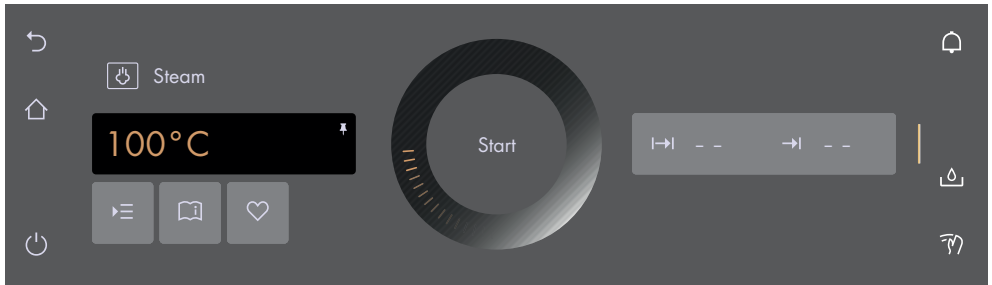 Steam
100°C
Start
– –
– –